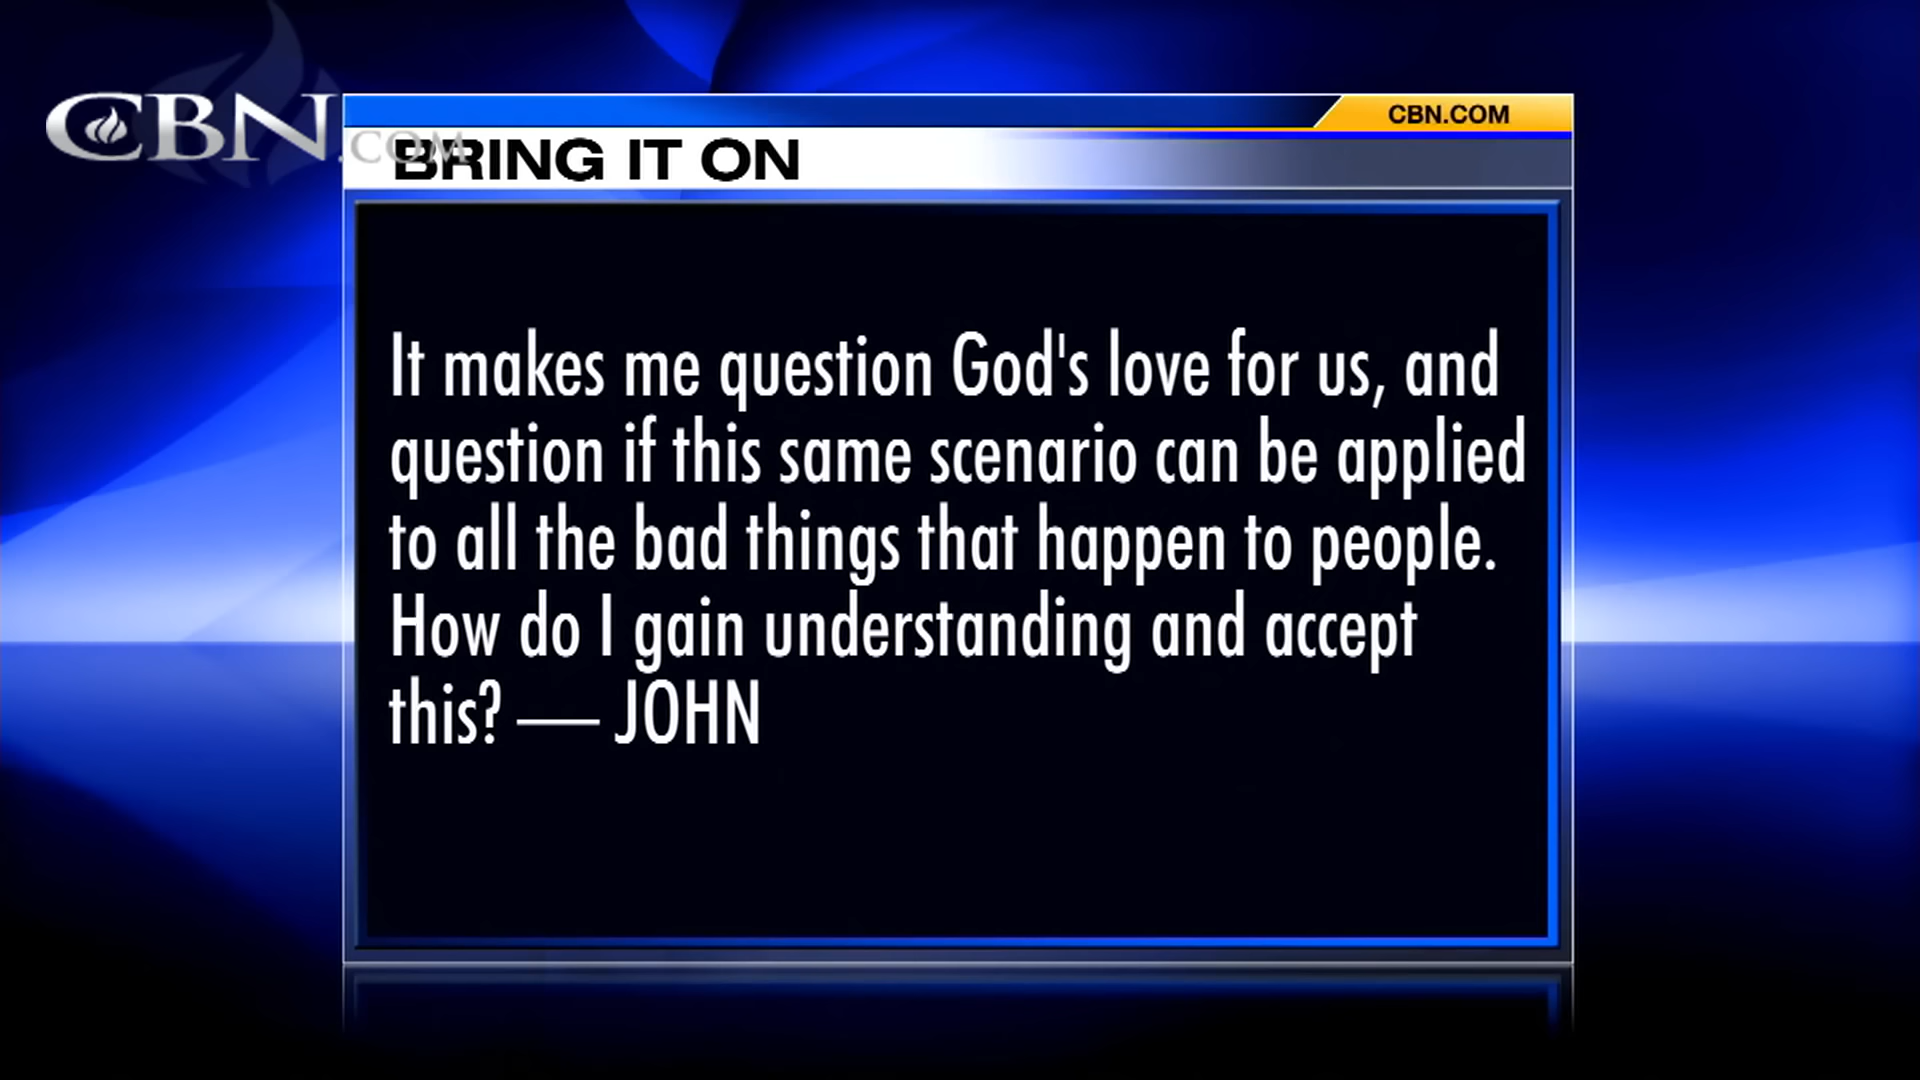 CBN.COM
CBN.COM
BRING IT ON
It makes me question God's love for us, and
question if this same scenario can be applied
to all the bad things that happen to people.
How do I gain understanding and accept
this? — JOHN